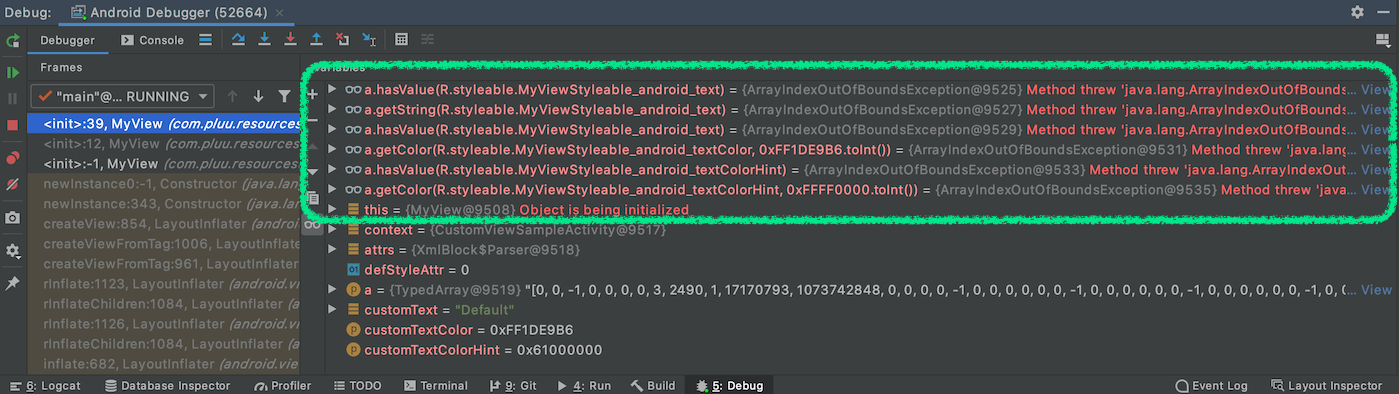 Debug: Android Debugger (52664) ×
Debugger Console
Frames
Variables
"main"@... RUNNING
<init>:39, MyView (com.pluu.resources
<init>:12, MyView (com.pluu.resources
<init>:-1, MyView (com.pluu.resources
newInstance0:-1, Constructor (java.lan
newInstance:343, Constructor (java.lang
createView:854, LayoutInflater (android
createViewFromTag:1006, LayoutInflater
createViewFromTag:961, LayoutInflater
rInflate:1123, LayoutInflater (android.vi
rInflateChildren:1084, LayoutInflater
rInflate:1126, LayoutInflater (android.vi
rInflateChildren:1084, LayoutInflater
inflate:682, LayoutInflater (android.vie
a.hasValue(R.styleable.MyViewStyleable_android_text) = {ArrayIndexOutOfBoundsException@9525} Method threw 'java.lang.ArrayIndexOutOfBounds... View
a.getString(R.styleable.MyViewStyleable_android_text) = {ArrayIndexOutOfBoundsException@9527} Method threw 'java.lang.ArrayIndexOutOfBounds... View
a.hasValue(R.styleable.MyViewStyleable_android_text) = {ArrayIndexOutOfBoundsException@9529} Method threw 'java.lang.ArrayIndexOutOfBounds... View
a.getColor(R.styleable.MyViewStyleable_android_textColor, 0xFF1DE9B6.toInt()) = {ArrayIndexOutOfBoundsException@9531} Method threw 'java.lang... View
a.hasValue(R.styleable.MyViewStyleable_android_textColorHint) = {ArrayIndexOutOfBoundsException@9533} Method threw 'java.lang.ArrayIndexOut... View
a.getColor(R.styleable.MyViewStyleable_android_textColorHint, 0xFFFF0000.toInt()) = {ArrayIndexOutOfBoundsException@9535} Method threw 'java... View
this = {MyView@9508} Object is being initialized
context = {CustomViewSampleActivity@9517}
attrs = {XmlBlock$Parser@9518}
defStyleAttr = 0
a = {TypedArray@9519} "[0, 0, -1, 0, 0, 0, 0, 3, 2490, 1, 17170793, 1073742848, 0, 0, 0, 0, -1, 0, 0, 0, 0, 0, 0, -1, 0, 0, 0, 0, 0, 0, -1, 0, 0, 0, 0, 0, 0, -1, 0, 0... View
customText = "Default"
customTextColor = 0xFF1DE9B6
customTextColorHint = 0x61000000
6: Logcat Database Inspector Profiler TODO Terminal 9: Git 4: Run Build 5: Debug Event Log Layout Inspector